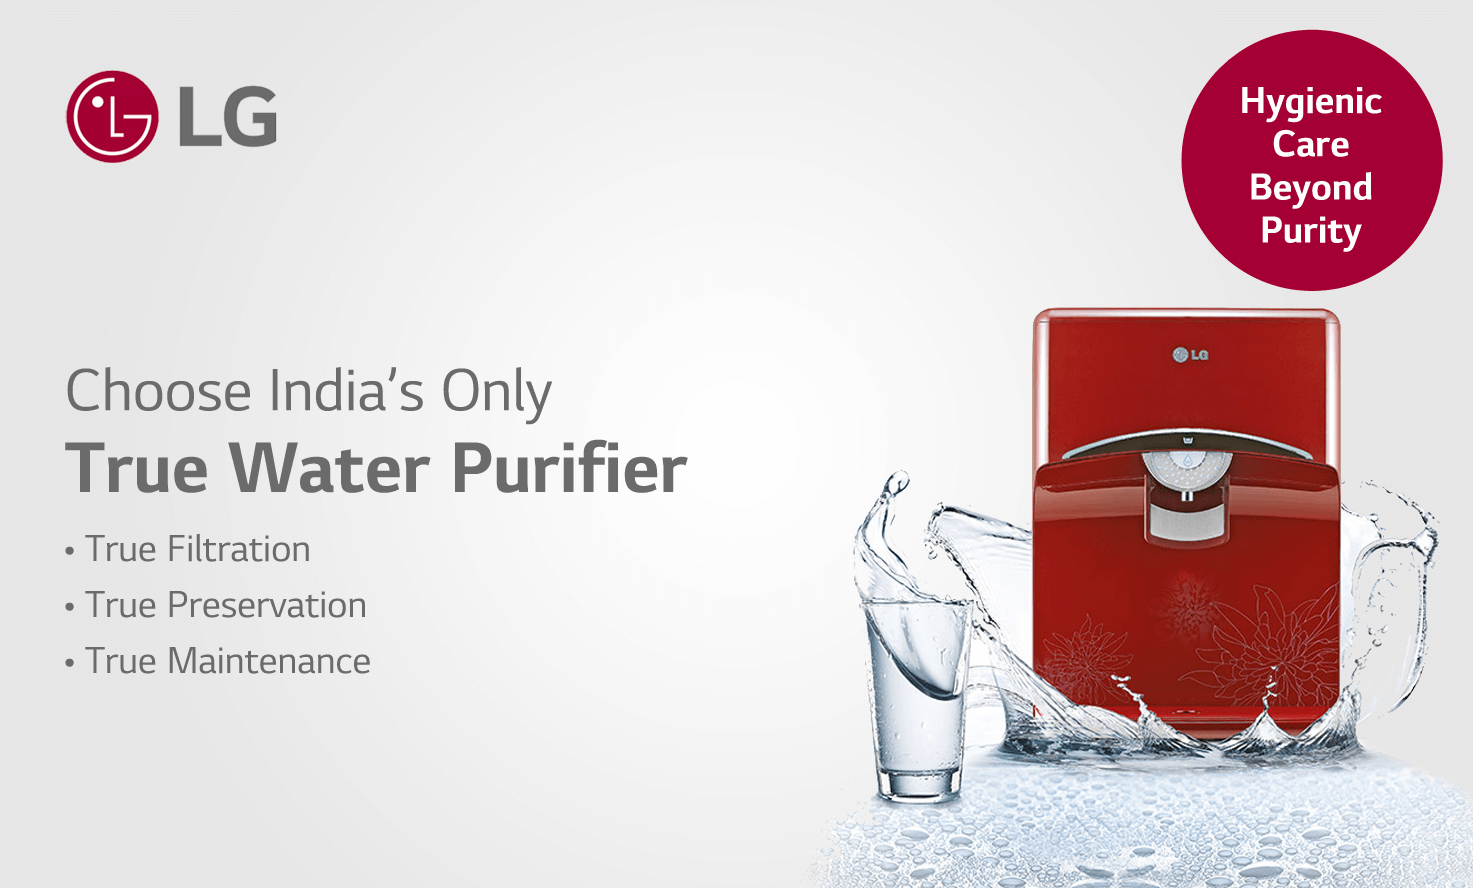 LG
Hygienic
Care
Beyond
Purity
LG
Choose India's Only
True Water Purifier
• True Filtration
• True Preservation
• True Maintenance